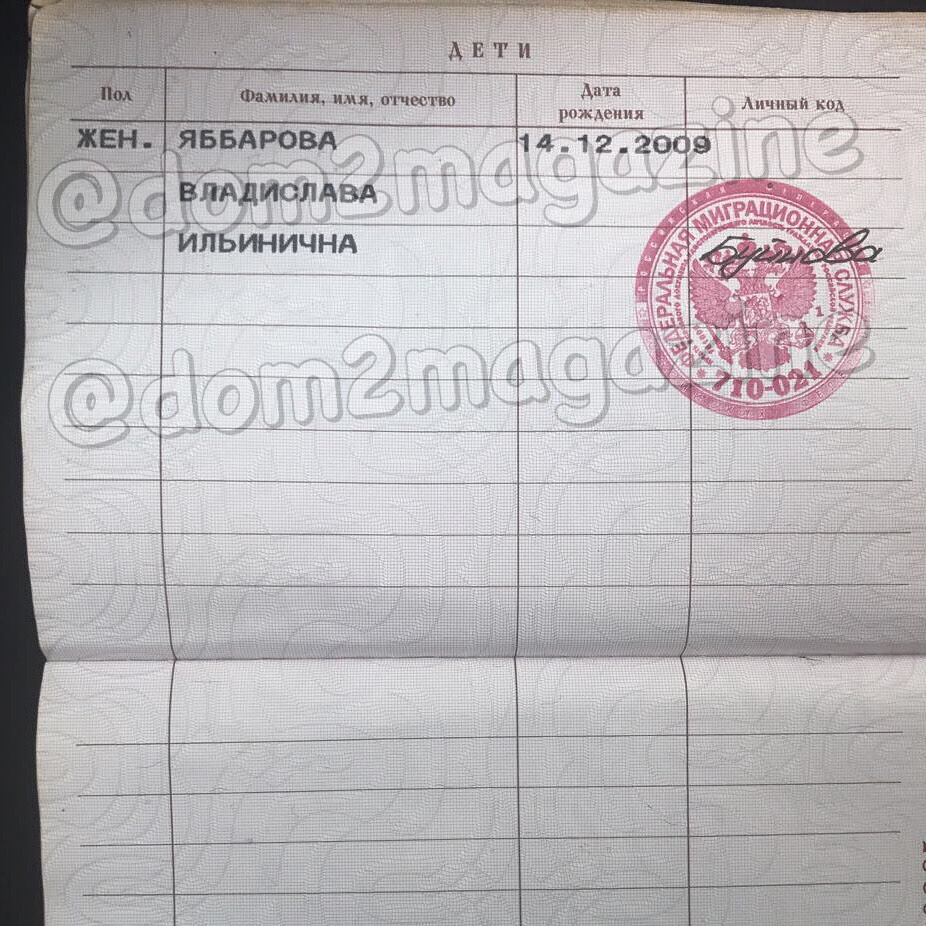 ДЕТИ
Пол Фамилия, имя, отчество Дата рождения Личный код
ЖЕН. ЯББАРОВА 14.12.2009
ВЛАДИСЛАВА
ИЛЬИНИЧНА
@dom2magazine
ФЕДЕРАЛЬНАЯ МИГРАЦИОННАЯ СЛУЖБА
1
710-021
@dom2magazine